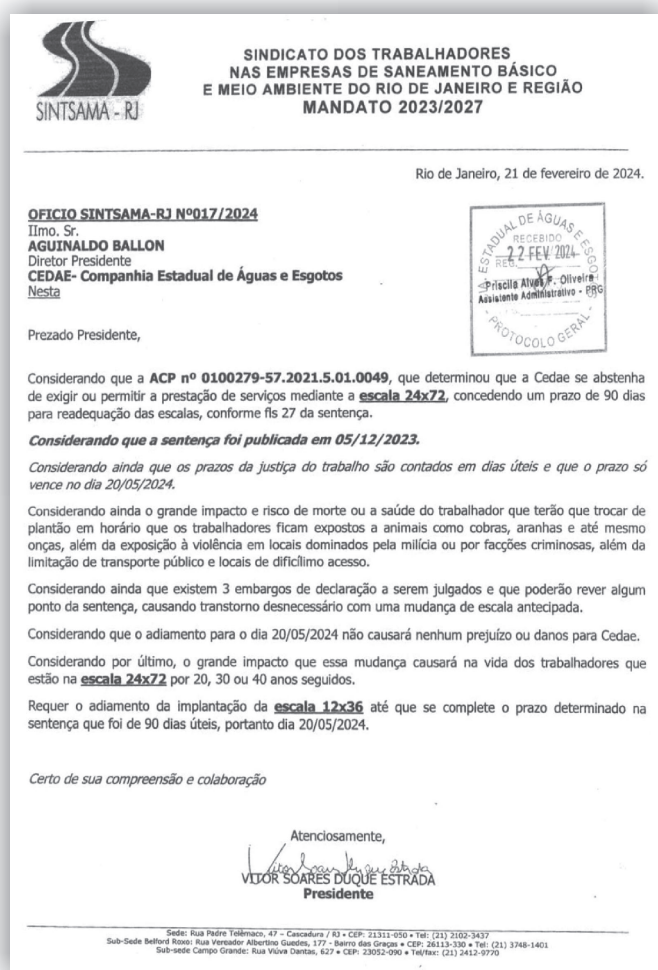 SINTSAMA - RJ
SINDICATO DOS TRABALHADORES
NAS EMPRESAS DE SANEAMENTO BÁSICO
E MEIO AMBIENTE DO RIO DE JANEIRO E REGIÃO
MANDATO 2023/2027
Rio de Janeiro, 21 de fevereiro de 2024.
OFICIO SINTSAMA-RJ Nº017/2024
Ilmo. Sr.
AGUINALDO BALLON
Diretor Presidente
CEDAE- Companhia Estadual de Águas e Esgotos
Nesta
ESTADUAL DE ÁGUAS E ESGOTOS
RECEBIDO
22 FEV 2024
REG.
Priscila Alves F. Oliveira
Assistente Administrativo - PRG
PROTOCOLO GERAL
Prezado Presidente,
Considerando que a ACP nº 0100279-57.2021.5.01.0049, que determinou que a Cedae se abstenha
de exigir ou permitir a prestação de serviços mediante a escala 24x72, concedendo um prazo de 90 dias
para readequação das escalas, conforme fls 27 da sentença.
Considerando que a sentença foi publicada em 05/12/2023.
Considerando ainda que os prazos da justiça do trabalho são contados em dias úteis e que o prazo só
vence no dia 20/05/2024.
Considerando ainda o grande impacto e risco de morte ou a saúde do trabalhador que terão que trocar de
plantão em horário que os trabalhadores ficam expostos a animais como cobras, aranhas e até mesmo
onças, além da exposição à violência em locais dominados pela milícia ou por facções criminosas, além da
limitação de transporte público e locais de dificílimo acesso.
Considerando ainda que existem 3 embargos de declaração a serem julgados e que poderão rever algum
ponto da sentença, causando transtorno desnecessário com uma mudança de escala antecipada.
Considerando que o adiamento para o dia 20/05/2024 não causará nenhum prejuízo ou danos para Cedae.
Considerando por último, o grande impacto que essa mudança causará na vida dos trabalhadores que
estão na escala 24x72 por 20, 30 ou 40 anos seguidos.
Requer o adiamento da implantação da escala 12x36 até que se complete o prazo determinado na
sentença que foi de 90 dias úteis, portanto dia 20/05/2024.
Certo de sua compreensão e colaboração
Atenciosamente,
VITOR SOARES DUQUE ESTRADA
Presidente
Sede: Rua Padre Telêmaco, 47 – Cascadura / RJ • CEP: 21311-050 • Tel: (21) 2102-3437
Sub-Sede Belford Roxo: Rua Vereador Albertino Guedes, 177 - Bairro das Graças • CEP: 26113-330 • Tel: (21) 3748-1401
Sub-sede Campo Grande: Rua Viúva Dantas, 627 • CEP: 23052-090 • Tel/fax: (21) 2412-9770